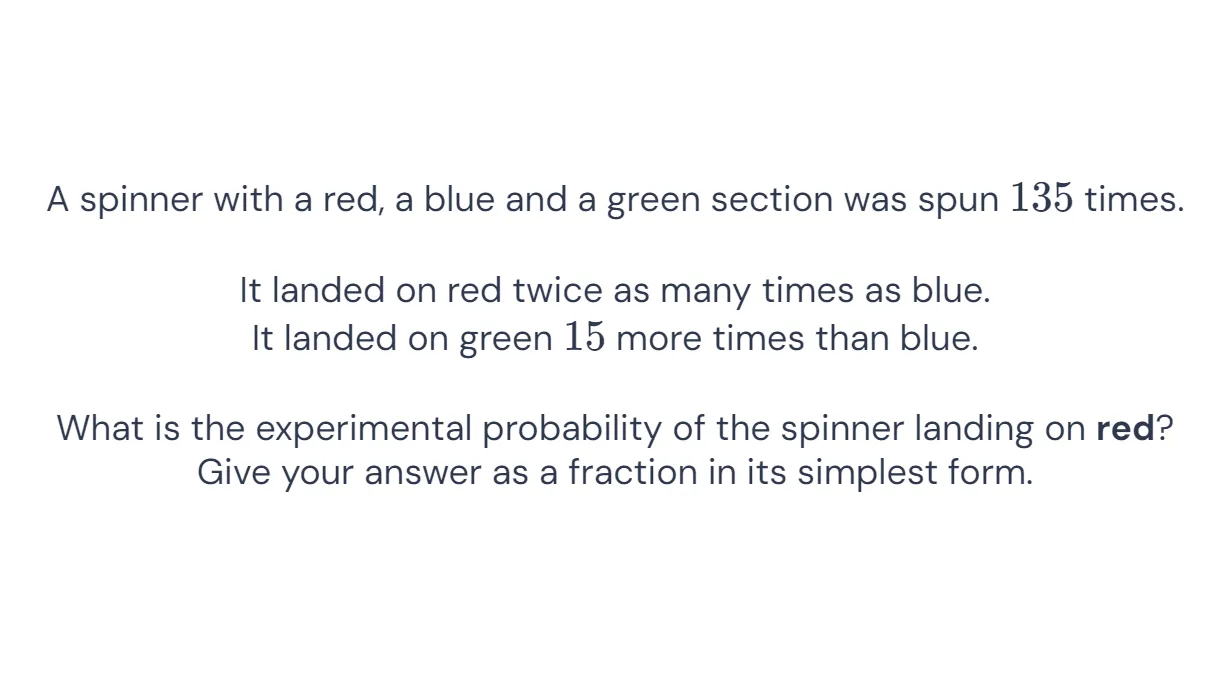 A spinner with a red, a blue and a green section was spun 135 times.
It landed on red twice as many times as blue.
It landed on green 15 more times than blue.
What is the experimental probability of the spinner landing on red?
Give your answer as a fraction in its simplest form.